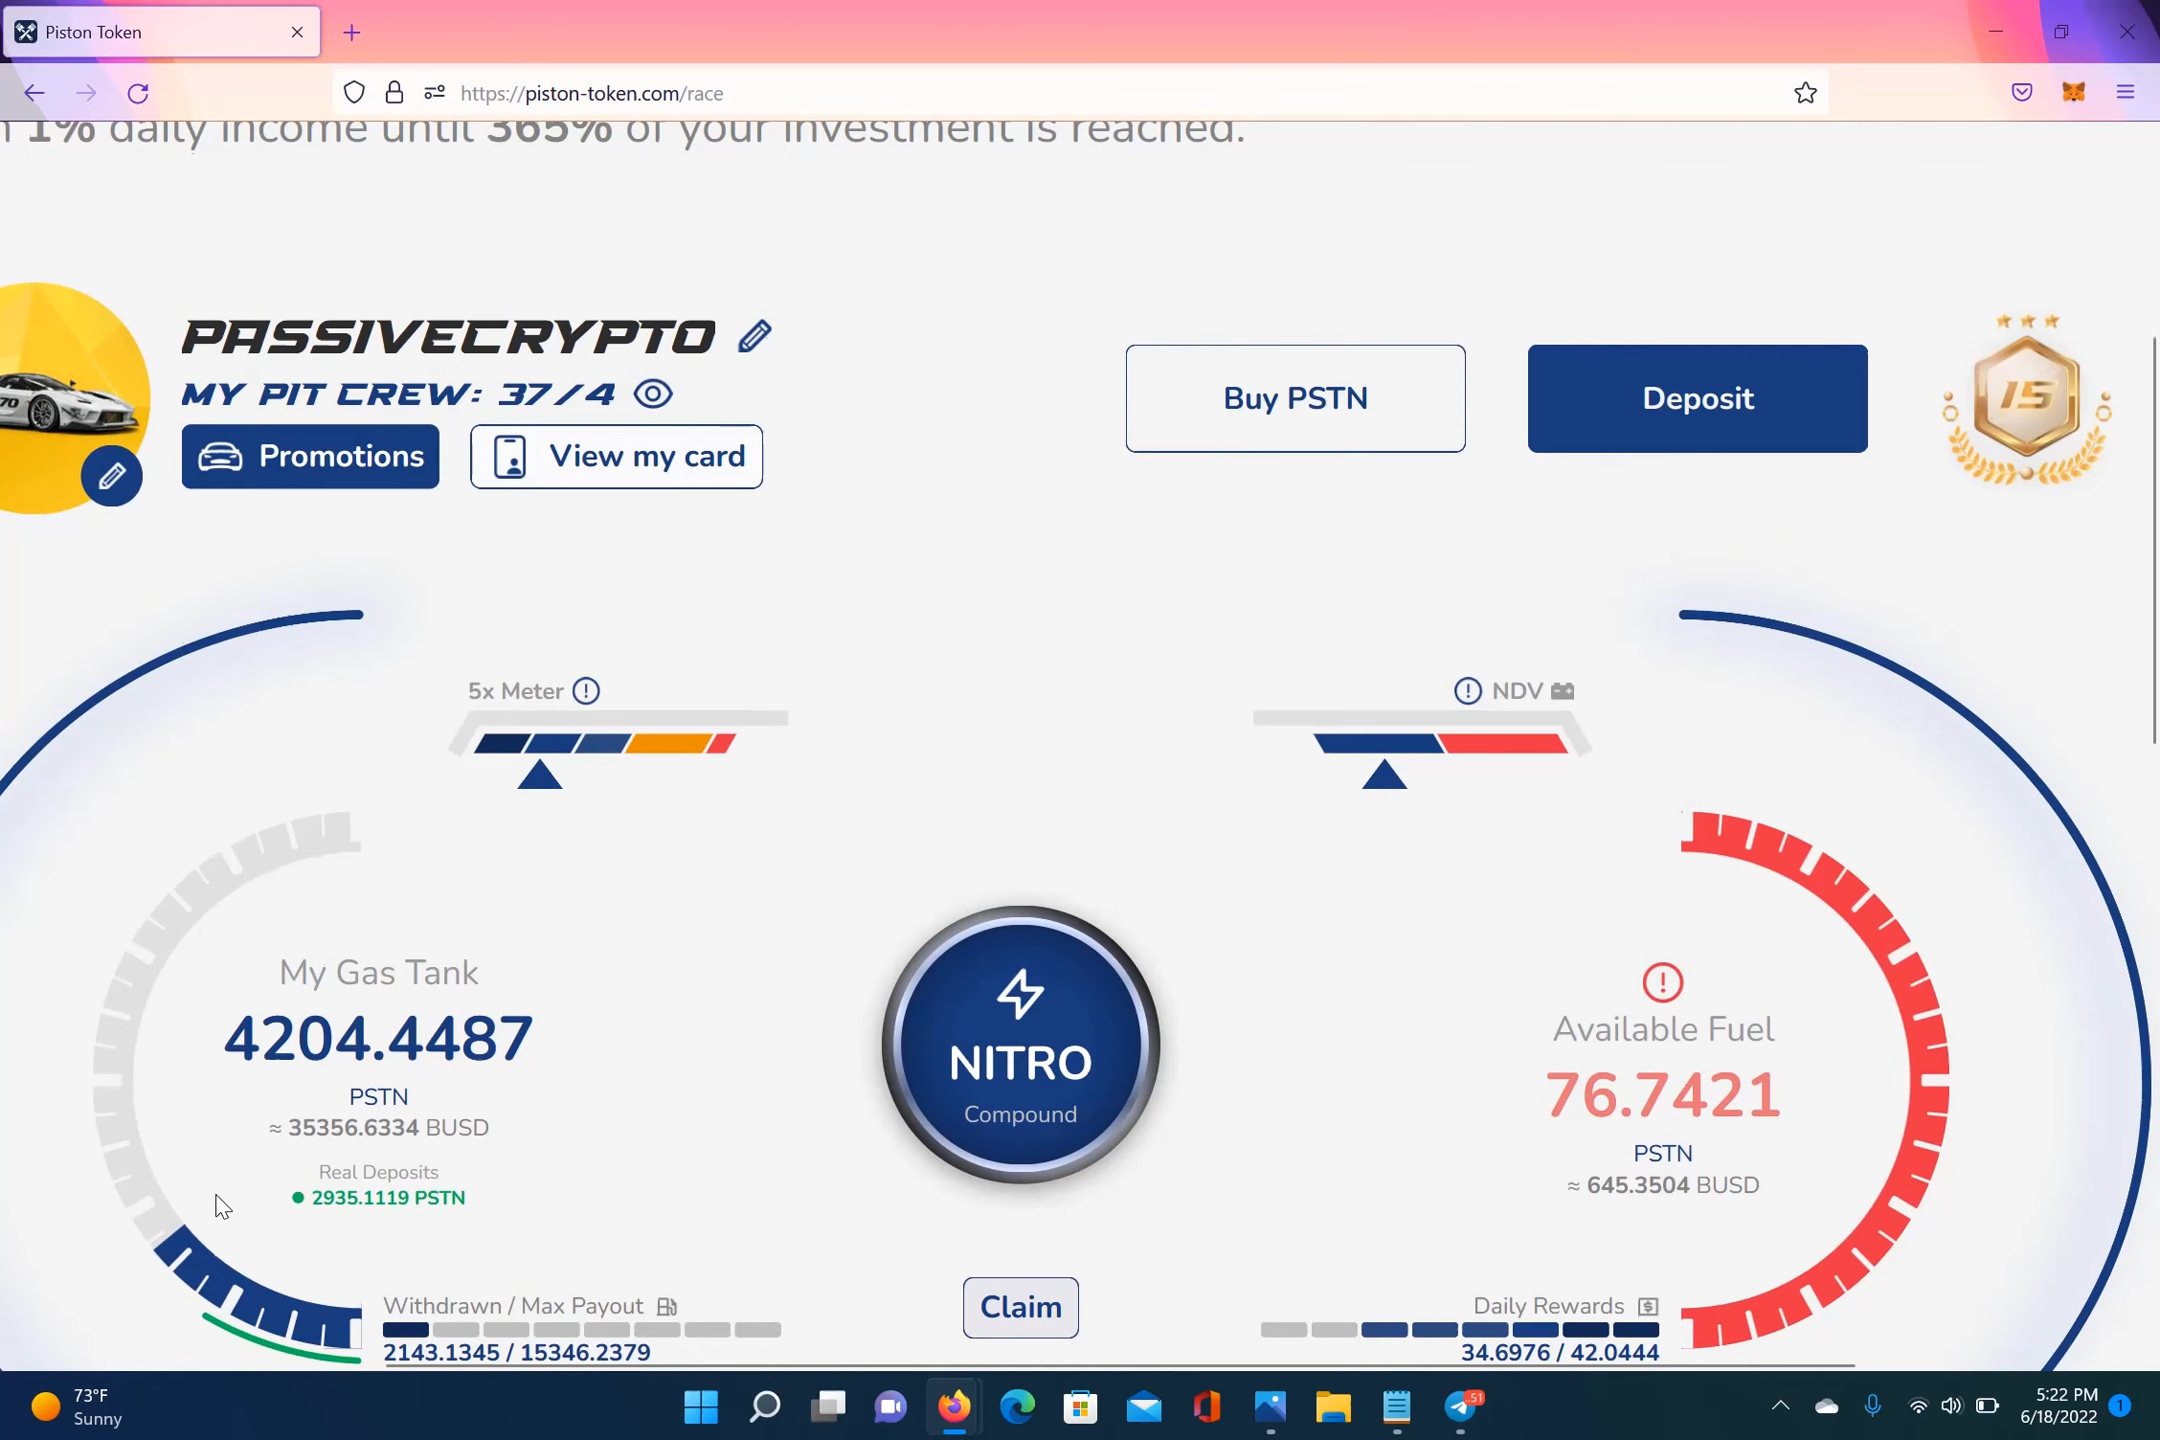 Piston Token
https://piston-token.com/race
1% daily income until 365% of your investment is reached.
PASSIVECRYPTO
MY PIT CREW: 37/4
Promotions
View my card
Buy PSTN
Deposit
15
70
5x Meter
NDV
My Gas Tank
4204.4487
PSTN
≈ 35356.6334 BUSD
Real Deposits
2935.1119 PSTN
NITRO
Compound
Available Fuel
76.7421
PSTN
≈ 645.3504 BUSD
Withdrawn / Max Payout
2143.1345 / 15346.2379
Claim
Daily Rewards
34.6976 / 42.0444
73°F
Sunny
51
5:22 PM
6/18/2022
1